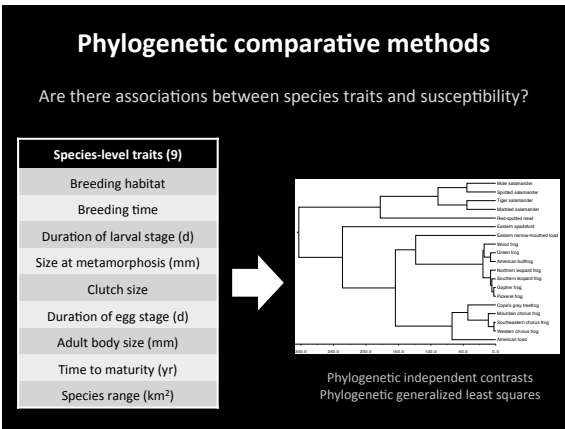 Phylogenetic comparative methods
Are there associations between species traits and susceptibility?
Species-level traits (9)
Breeding habitat
Breeding time
Duration of larval stage (d)
Size at metamorphosis (mm)
Clutch size
Duration of egg stage (d)
Adult body size (mm)
Time to maturity (yr)
Species range (km²)
Mole salamander
Spotted salamander
Tiger salamander
Marbled salamander
Red-spotted newt
Eastern spadefoot
Eastern narrow-mouthed toad
Wood frog
Green frog
American bullfrog
Northern leopard frog
Southern leopard frog
Gopher frog
Pickerel frog
Cope's gray treefrog
Mountain chorus frog
Southeastern chorus frog
Western chorus frog
American toad
300.0 250.0 200.0 150.0 100.0 50.0 0.0
Phylogenetic independent contrasts
Phylogenetic generalized least squares